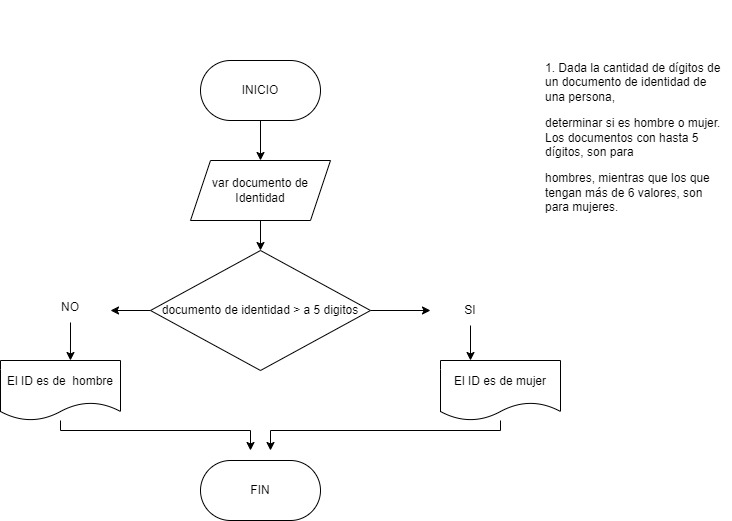 INICIO
1. Dada la cantidad de dígitos de
un documento de identidad de
una persona,
determinar si es hombre o mujer.
Los documentos con hasta 5
dígitos, son para
hombres, mientras que los que
tengan más de 6 valores, son
para mujeres.
var documento de
Identidad
documento de identidad > a 5 digitos
NO
SI
El ID es de hombre
El ID es de mujer
FIN